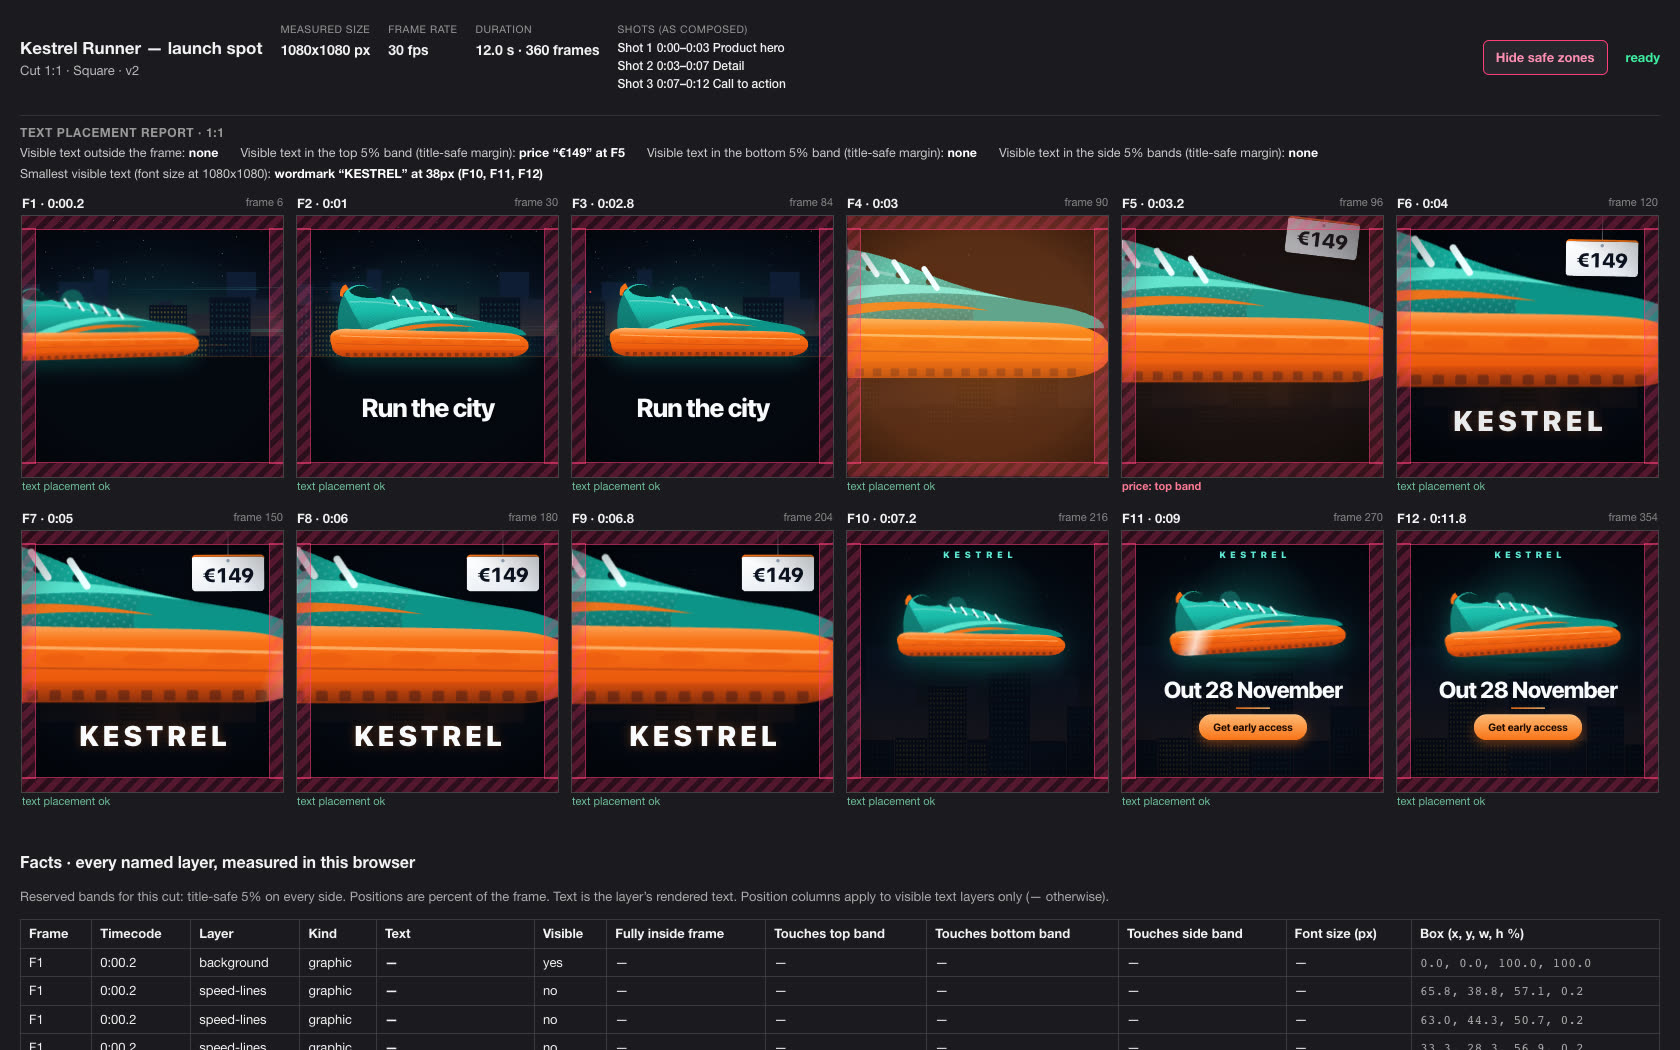 Kestrel Runner — launch spot
Cut 1:1 · Square · v2
MEASURED SIZE
1080x1080 px
FRAME RATE
30 fps
DURATION
12.0 s · 360 frames
SHOTS (AS COMPOSED)
Shot 1 0:00–0:03 Product hero
Shot 2 0:03–0:07 Detail
Shot 3 0:07–0:12 Call to action
Hide safe zones
ready
TEXT PLACEMENT REPORT · 1:1
Visible text outside the frame: none Visible text in the top 5% band (title-safe margin): price “€149” at F5 Visible text in the bottom 5% band (title-safe margin): none Visible text in the side 5% bands (title-safe margin): none
Smallest visible text (font size at 1080x1080): wordmark “KESTREL” at 38px (F10, F11, F12)
F1 · 0:00.2 frame 6
text placement ok
F2 · 0:01 frame 30
Run the city
text placement ok
F3 · 0:02.8 frame 84
Run the city
text placement ok
F4 · 0:03 frame 90
text placement ok
F5 · 0:03.2 frame 96
€149
price: top band
F6 · 0:04 frame 120
€149
KESTREL
text placement ok
F7 · 0:05 frame 150
€149
KESTREL
text placement ok
F8 · 0:06 frame 180
€149
KESTREL
text placement ok
F9 · 0:06.8 frame 204
€149
KESTREL
text placement ok
F10 · 0:07.2 frame 216
KESTREL
text placement ok
F11 · 0:09 frame 270
KESTREL
Out 28 November
Get early access
text placement ok
F12 · 0:11.8 frame 354
KESTREL
Out 28 November
Get early access
text placement ok
Facts · every named layer, measured in this browser
Reserved bands for this cut: title-safe 5% on every side. Positions are percent of the frame. Text is the layer’s rendered text. Position columns apply to visible text layers only (— otherwise).
Frame Timecode Layer Kind Text Visible Fully inside frame Touches top band Touches bottom band Touches side band Font size (px) Box (x, y, w, h %)
F1 0:00.2 background graphic — yes — — — — — 0.0, 0.0, 100.0, 100.0
F1 0:00.2 speed-lines graphic — no — — — — — 65.8, 38.8, 57.1, 0.2
F1 0:00.2 speed-lines graphic — no — — — — — 63.0, 44.3, 50.7, 0.2
F1 0:00.2 speed-lines graphic — no — — — — — 33.3, 28.3, 56.9, 0.2